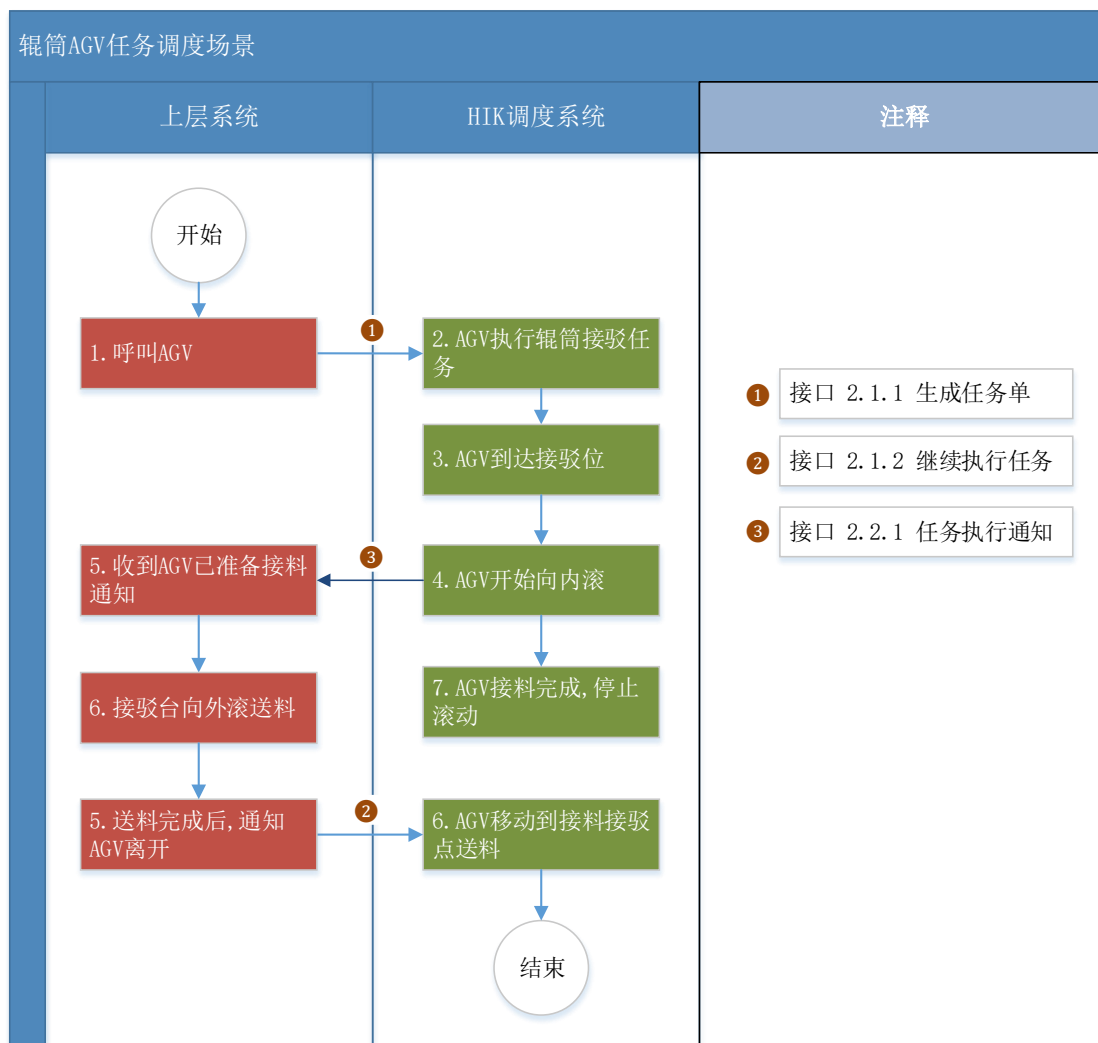 辊筒AGV任务调度场景
上层系统
HIK调度系统
注释
开始
1.呼叫AGV
❶
2.AGV执行辊筒接驳任
务
3.AGV到达接驳位
❶ 接口 2.1.1 生成任务单
❷ 接口 2.1.2 继续执行任务
❸ 接口 2.2.1 任务执行通知
5.收到AGV已准备接料
通知
❸
4.AGV开始向内滚
6.接驳台向外滚送料
7.AGV接料完成,停止
滚动
5.送料完成后,通知
AGV离开
❷
6.AGV移动到接料接驳
点送料
结束